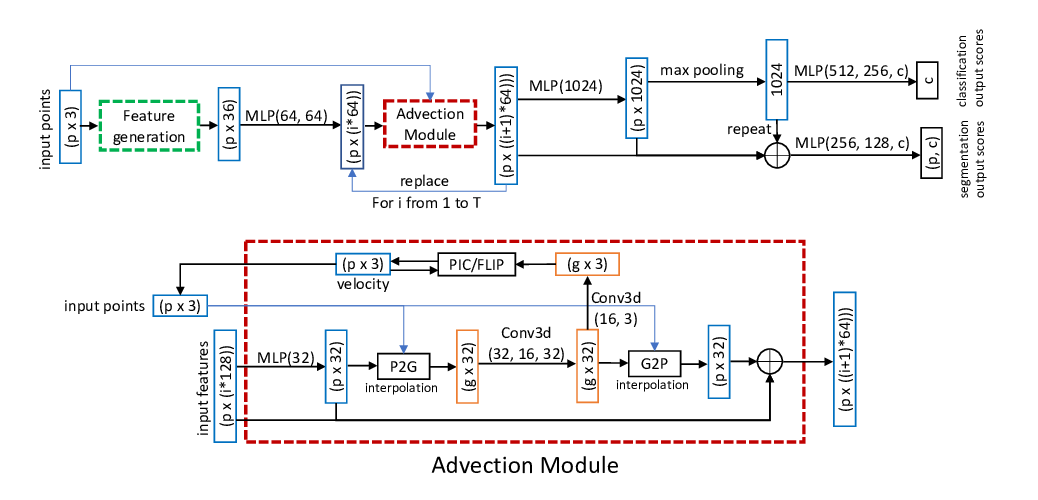 input points
(p x 3)
Feature
generation
(p x 36)
MLP(64, 64)
(p x (i*64))
Advection
Module
(p x ((i+1)*64)))
replace
For i from 1 to T
MLP(1024)
(p x 1024)
max pooling
1024
MLP(512, 256, c)
c
classification
output scores
repeat
MLP(256, 128, c)
(p, c)
segmentation
output scores
(p x 3)
velocity
PIC/FLIP
(g x 3)
input points
(p x 3)
Conv3d
(16, 3)
input features
(p x (i*128))
MLP(32)
(p x 32)
P2G
interpolation
(g x 32)
Conv3d
(32, 16, 32)
(g x 32)
G2P
interpolation
(p x 32)
(p x ((i+1)*64)))
Advection Module